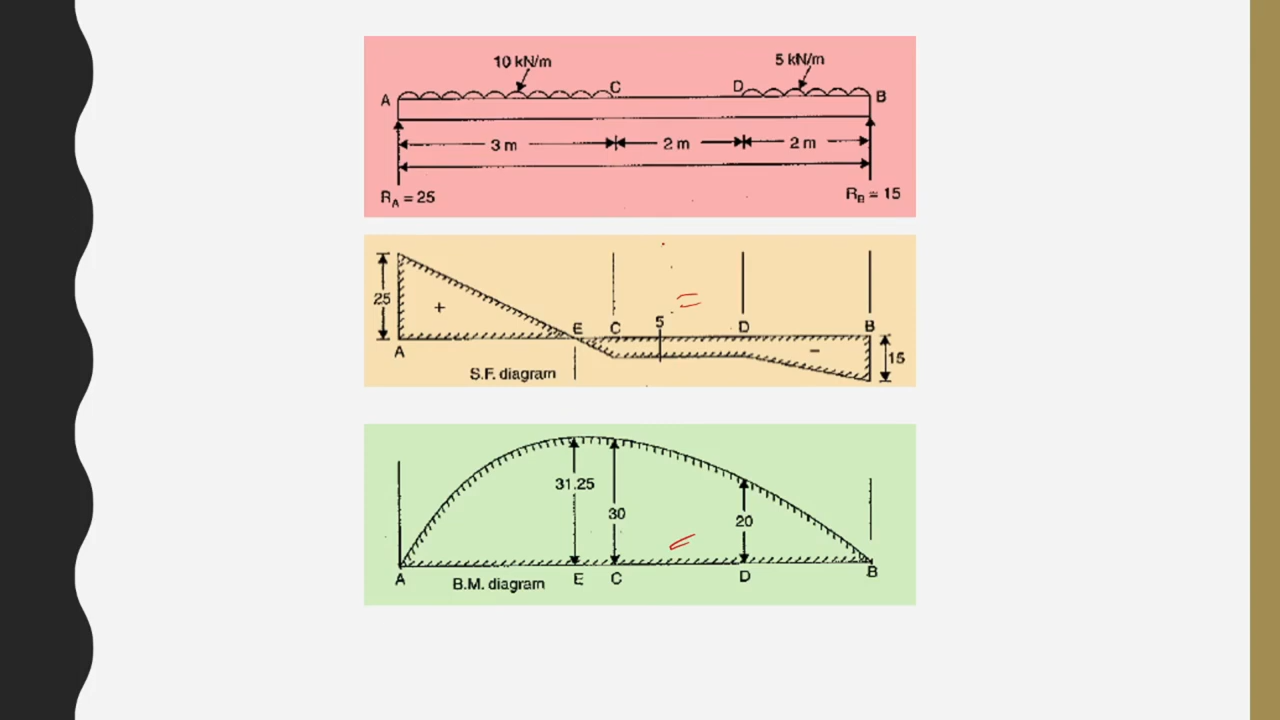 10 kN/m 5 kN/m
A C D B
3 m 2 m 2 m
R_A = 25 R_B = 15
25 +
E C 5 D B
A − 15
S.F. diagram
31.25
30
20
A E C D B
B.M. diagram